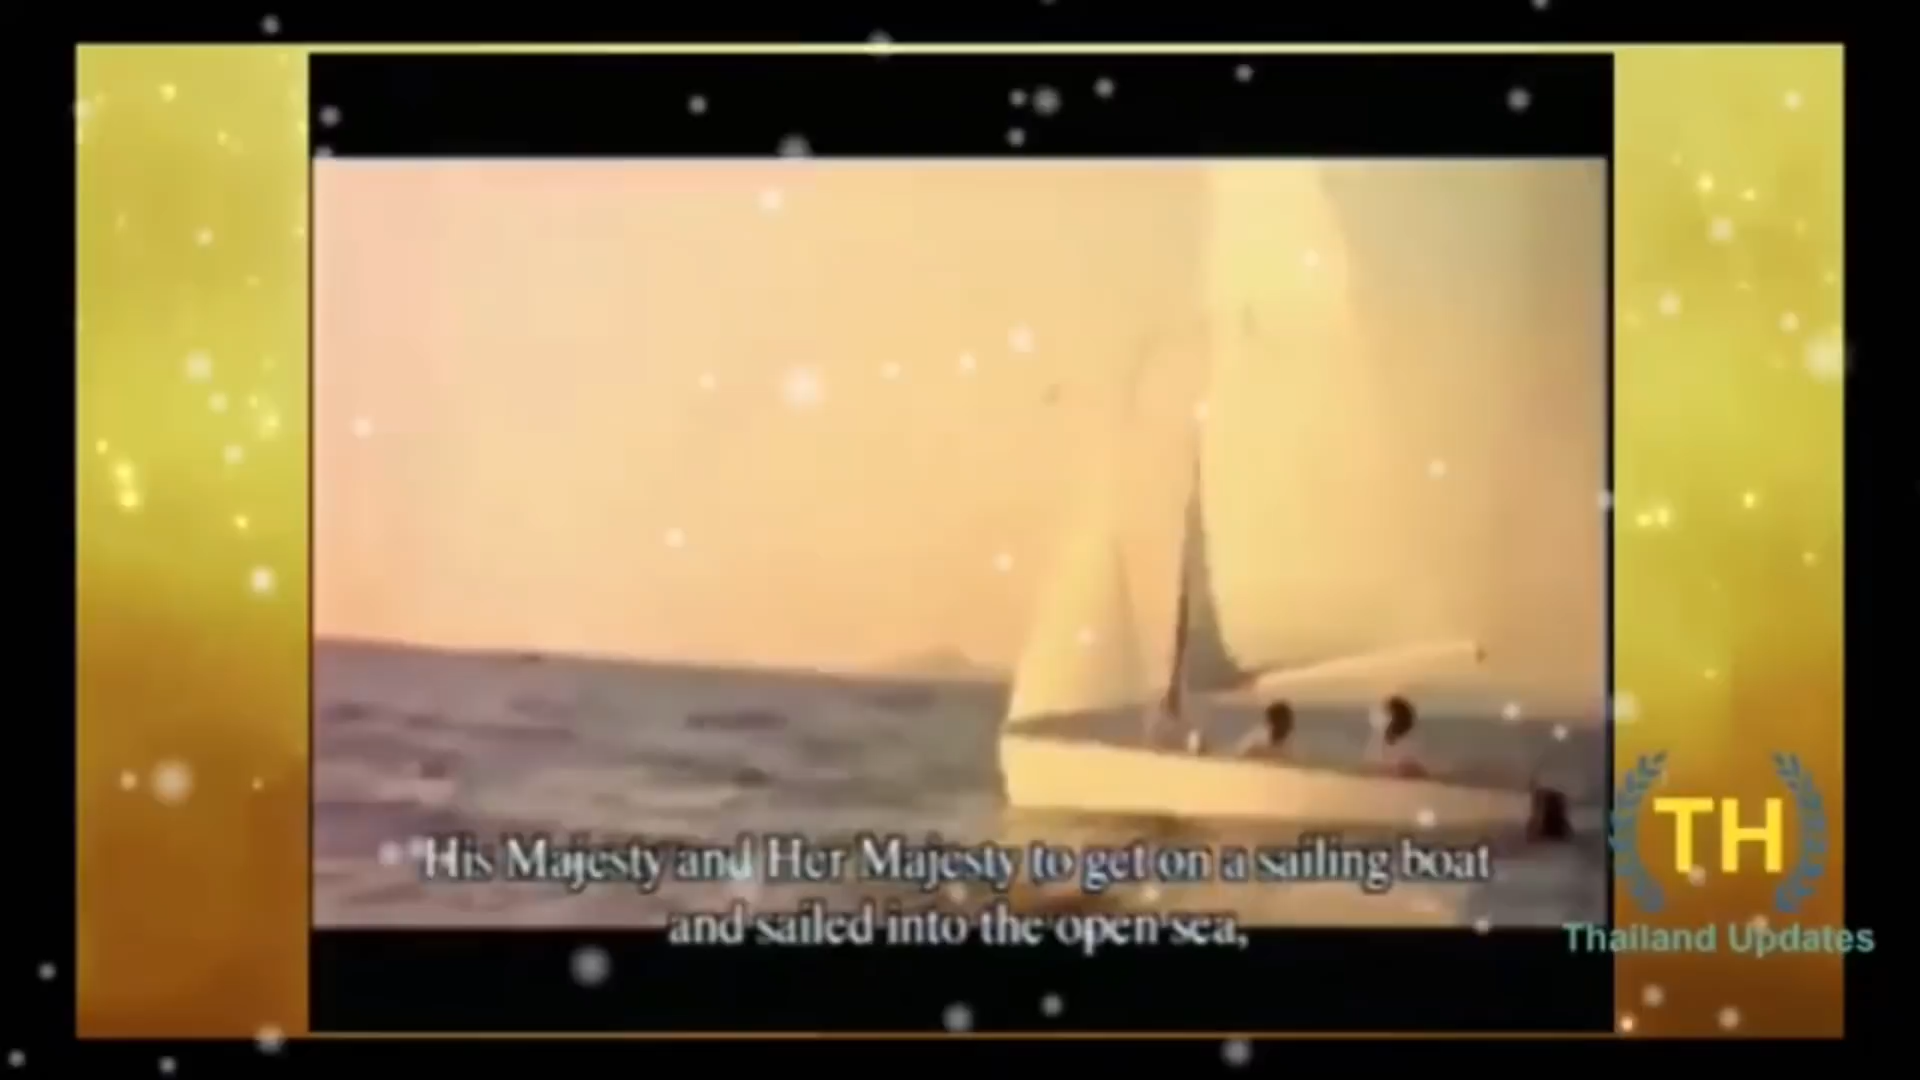 His Majesty and Her Majesty to get on a sailing boat
and sailed into the open sea,
TH
Thailand Updates